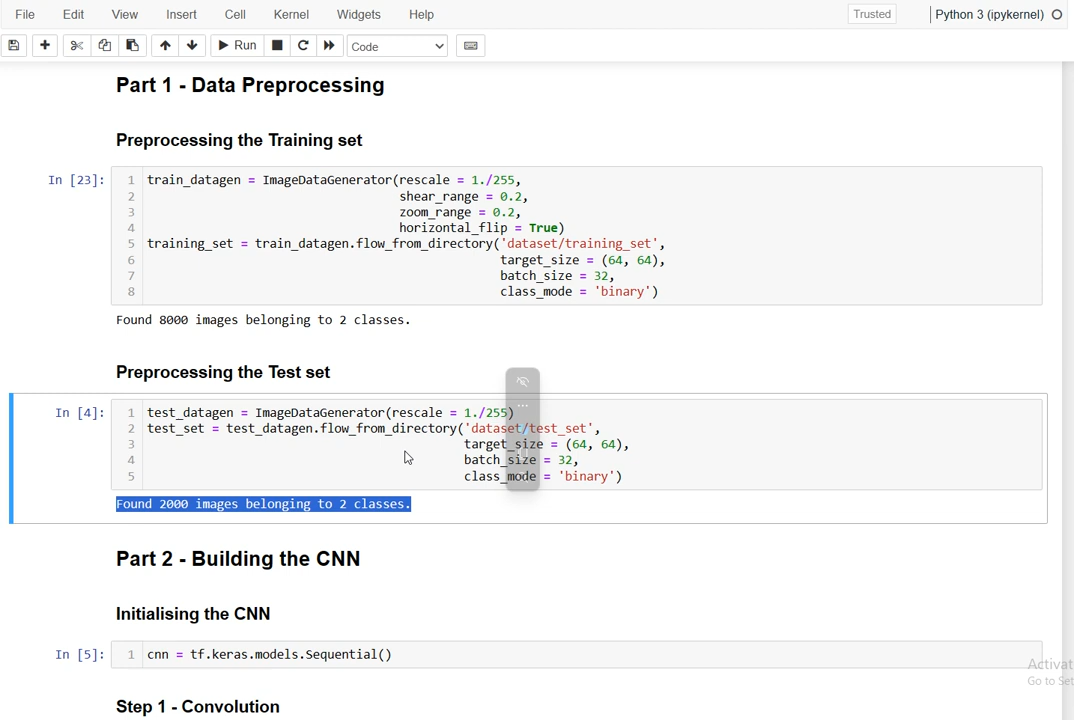 File Edit View Insert Cell Kernel Widgets Help Trusted Python 3 (ipykernel)
Run Code
Part 1 - Data Preprocessing
Preprocessing the Training set
In [23]:
1 train_datagen = ImageDataGenerator(rescale = 1./255,
2 shear_range = 0.2,
3 zoom_range = 0.2,
4 horizontal_flip = True)
5 training_set = train_datagen.flow_from_directory('dataset/training_set',
6 target_size = (64, 64),
7 batch_size = 32,
8 class_mode = 'binary')
Found 8000 images belonging to 2 classes.
Preprocessing the Test set
In [4]:
1 test_datagen = ImageDataGenerator(rescale = 1./255)
2 test_set = test_datagen.flow_from_directory('dataset/test_set',
3 target_size = (64, 64),
4 batch_size = 32,
5 class_mode = 'binary')
Found 2000 images belonging to 2 classes.
Part 2 - Building the CNN
Initialising the CNN
In [5]:
1 cnn = tf.keras.models.Sequential()
Activat
Go to Set
Step 1 - Convolution